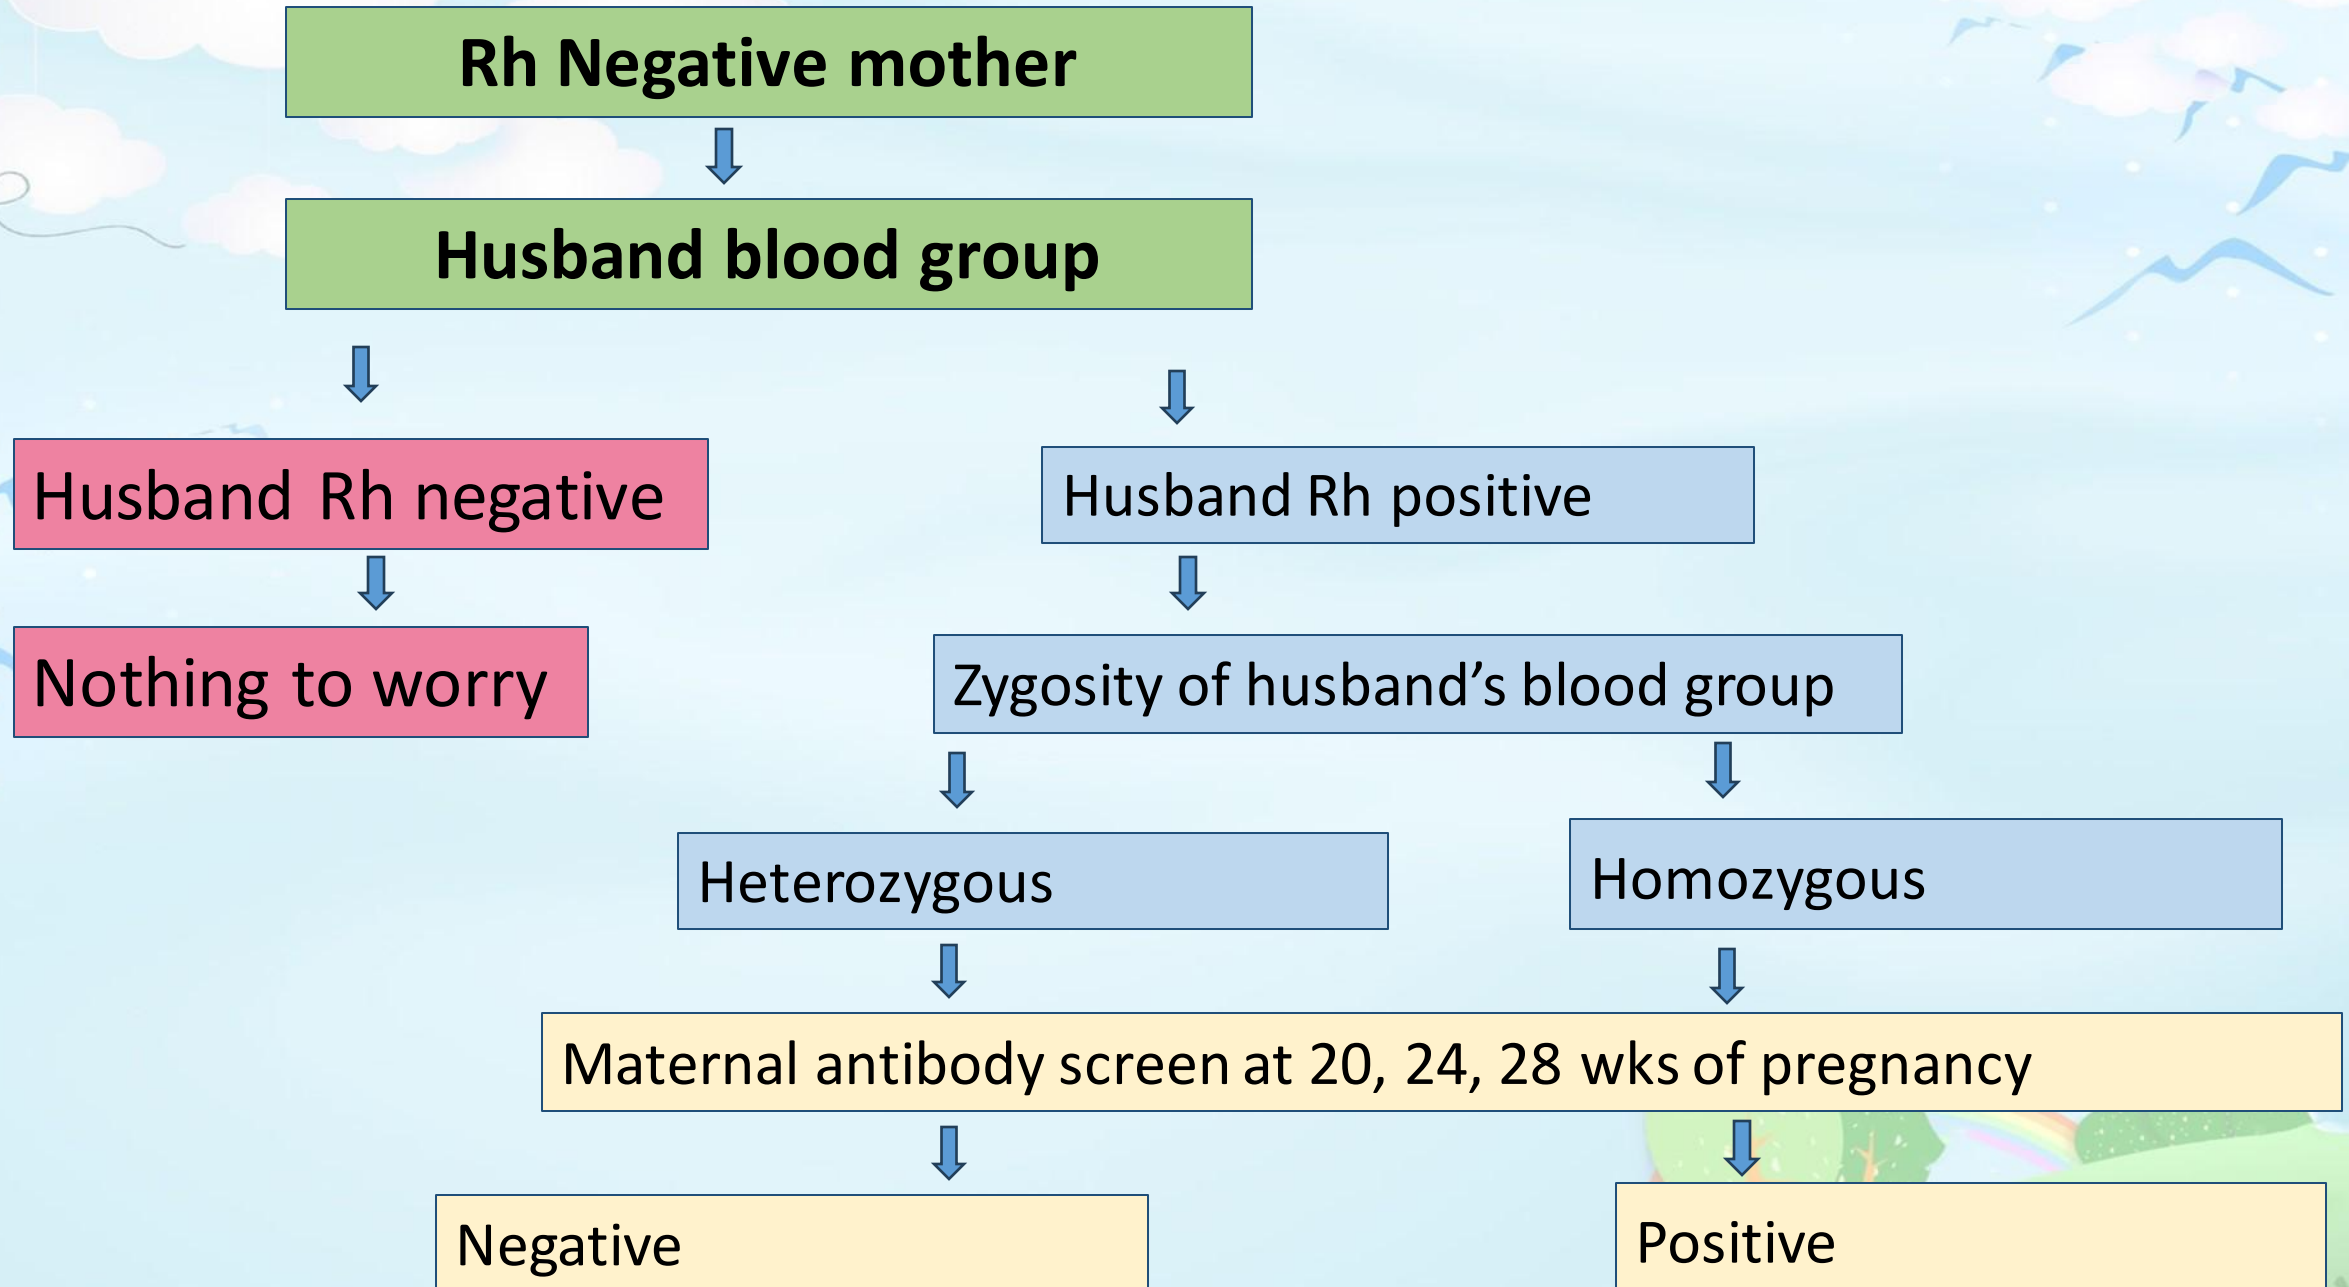 Rh Negative mother
Husband blood group
Husband Rh negative
Husband Rh positive
Nothing to worry
Zygosity of husband’s blood group
Heterozygous
Homozygous
Maternal antibody screen at 20, 24, 28 wks of pregnancy
Negative
Positive